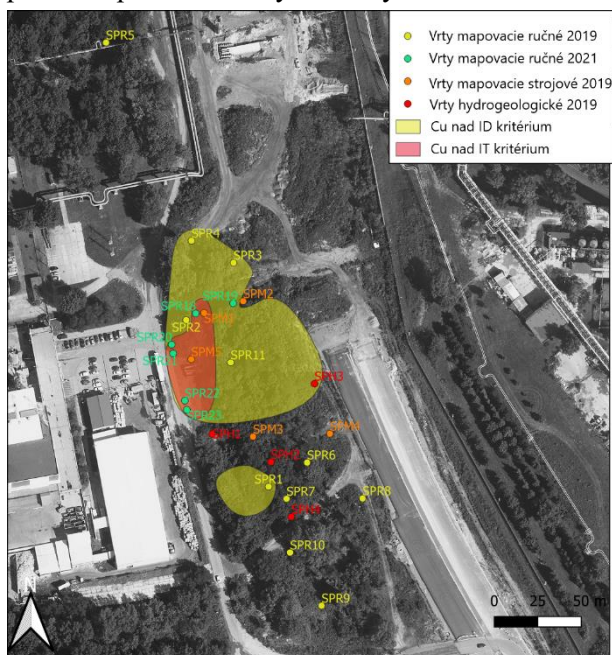 SPR5
Vrty mapovacie ručné 2019
Vrty mapovacie ručné 2021
Vrty mapovacie strojové 2019
Vrty hydrogeologické 2019
Cu nad ID kritérium
Cu nad IT kritérium
SPR4
SPR3
SPM2
SPR2
SPR11
SPM5
SPR22
SPR23
SPH3
SPM3
SPM4
SPR6
SPR1
SPR7
SPR8
SPR10
SPR9
0 25 50 m